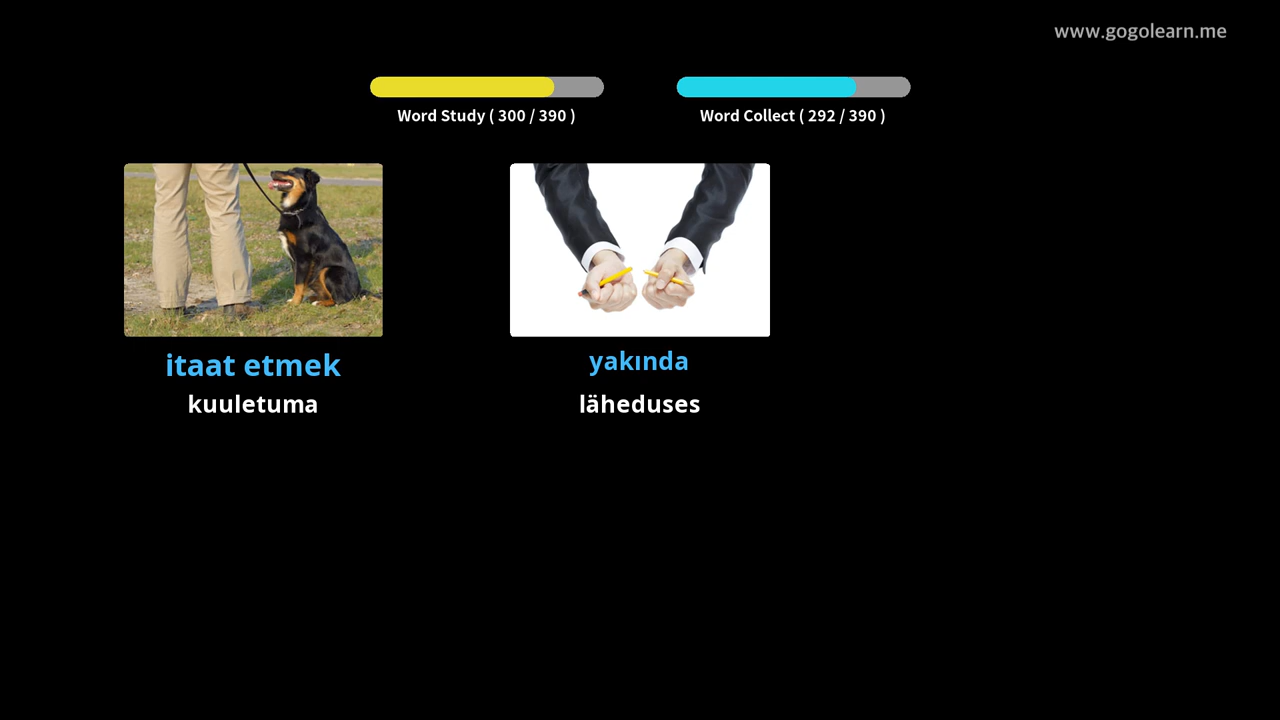 www.gogolearn.me
Word Study ( 300 / 390 )
Word Collect ( 292 / 390 )
itaat etmek
kuuletuma
yakında
läheduses